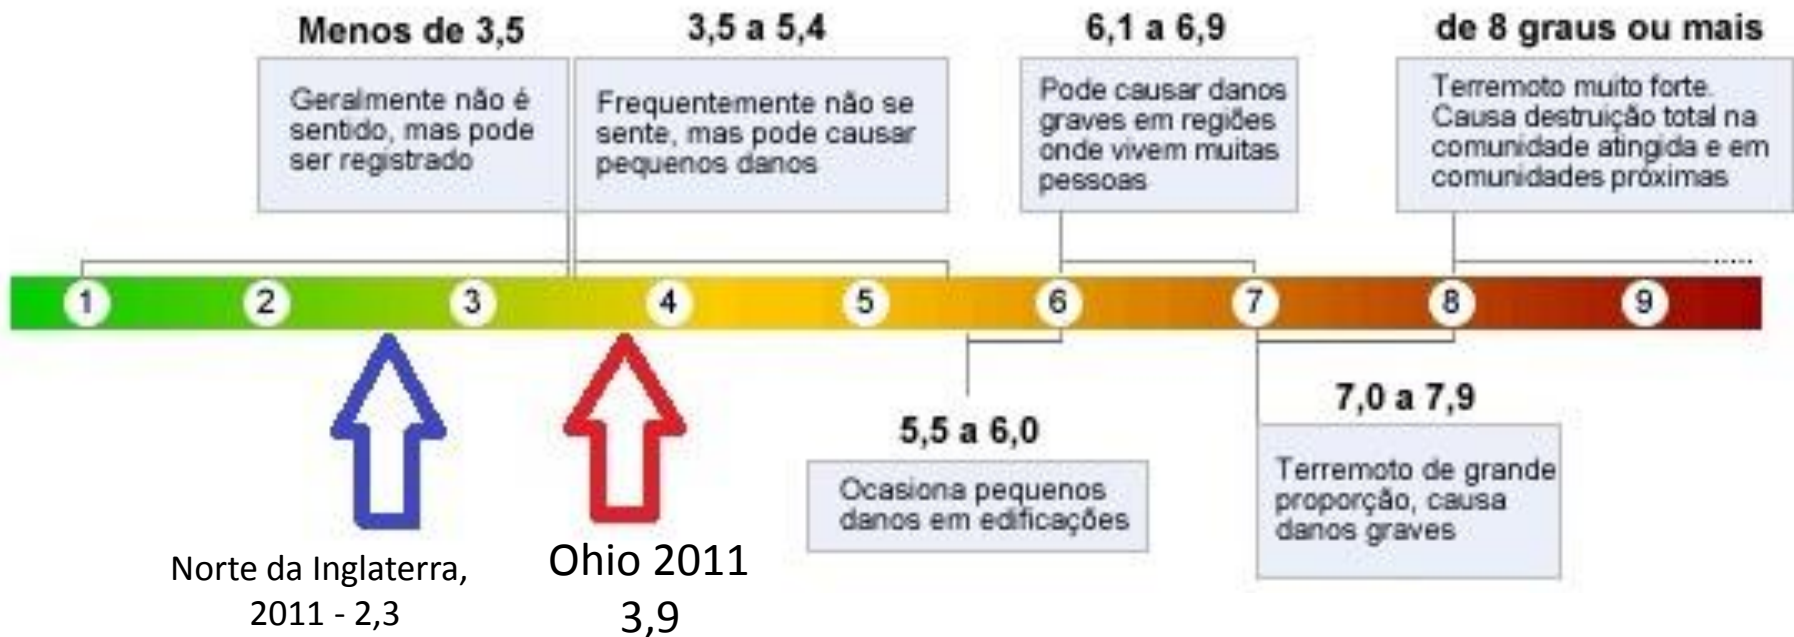 Menos de 3,5
Geralmente não é
sentido, mas pode
ser registrado
3,5 a 5,4
Frequentemente não se
sente, mas pode causar
pequenos danos
6,1 a 6,9
Pode causar danos
graves em regiões
onde vivem muitas
pessoas
de 8 graus ou mais
Terremoto muito forte.
Causa destruição total na
comunidade atingida e em
comunidades próximas
1 2 3 4 5 6 7 8 9
Norte da Inglaterra,
2011 - 2,3
Ohio 2011
3,9
5,5 a 6,0
Ocasiona pequenos
danos em edificações
7,0 a 7,9
Terremoto de grande
proporção, causa
danos graves